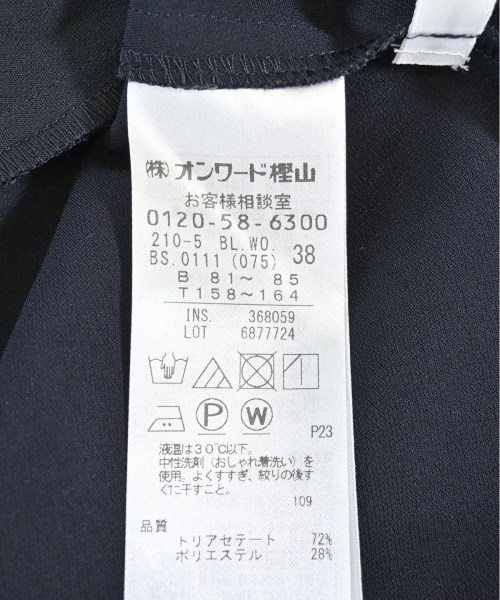 (株)オンワード樫山
お客様相談室
0120-58-6300
210-5 BL.WO.
BS.0111(075) 38
B 81～ 85
T158～164
INS. 368059
LOT 6877724
P W
P23
液温は30℃以下。
中性洗剤(おしゃれ着洗い)を
使用。よくすすぎ、絞りの後す
ぐに干すこと。
109
品質
トリアセテート 72%
ポリエステル 28%